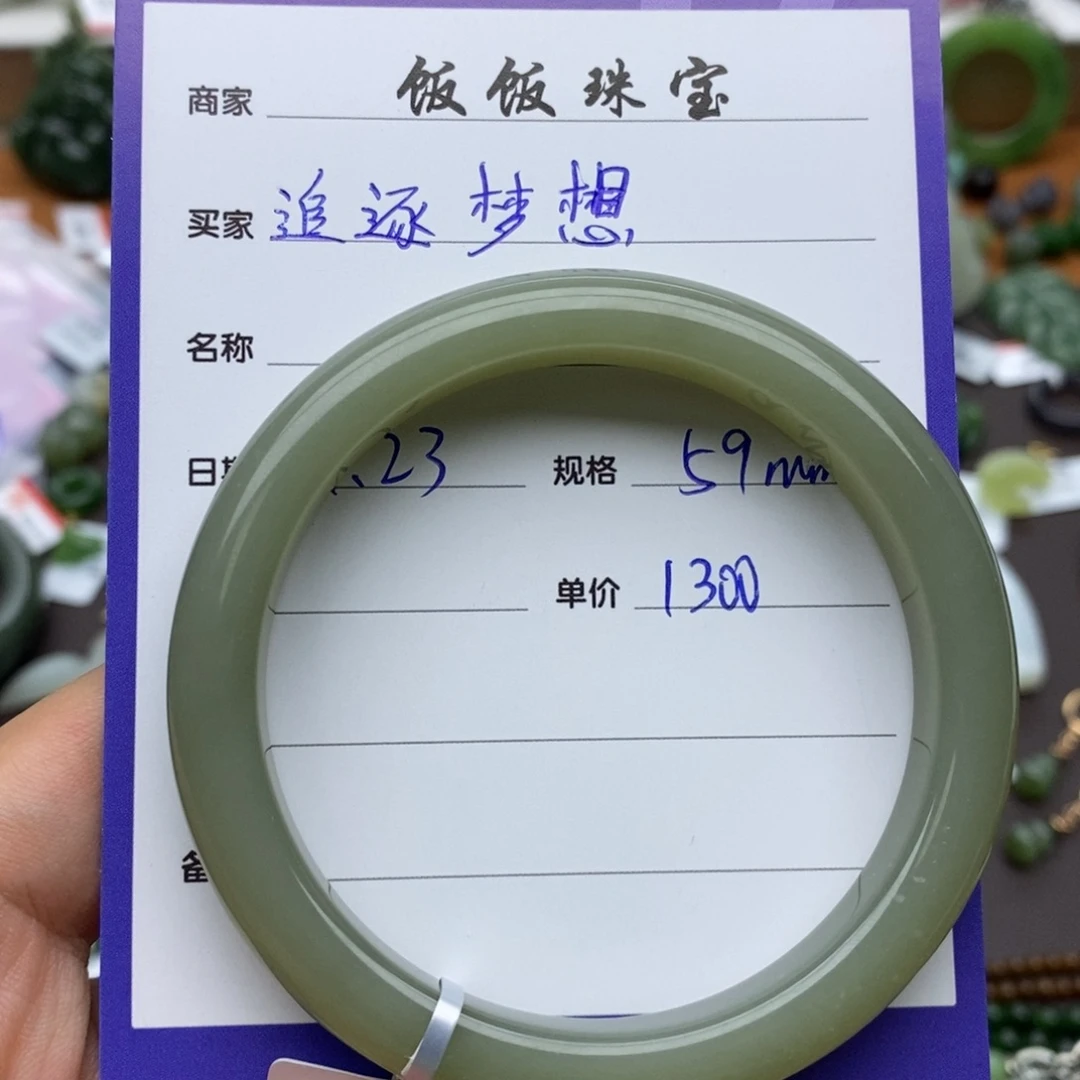 商家 饭饭珠宝
买家 追逐梦想
名称
日 .23 规格 59mm
单价 1300